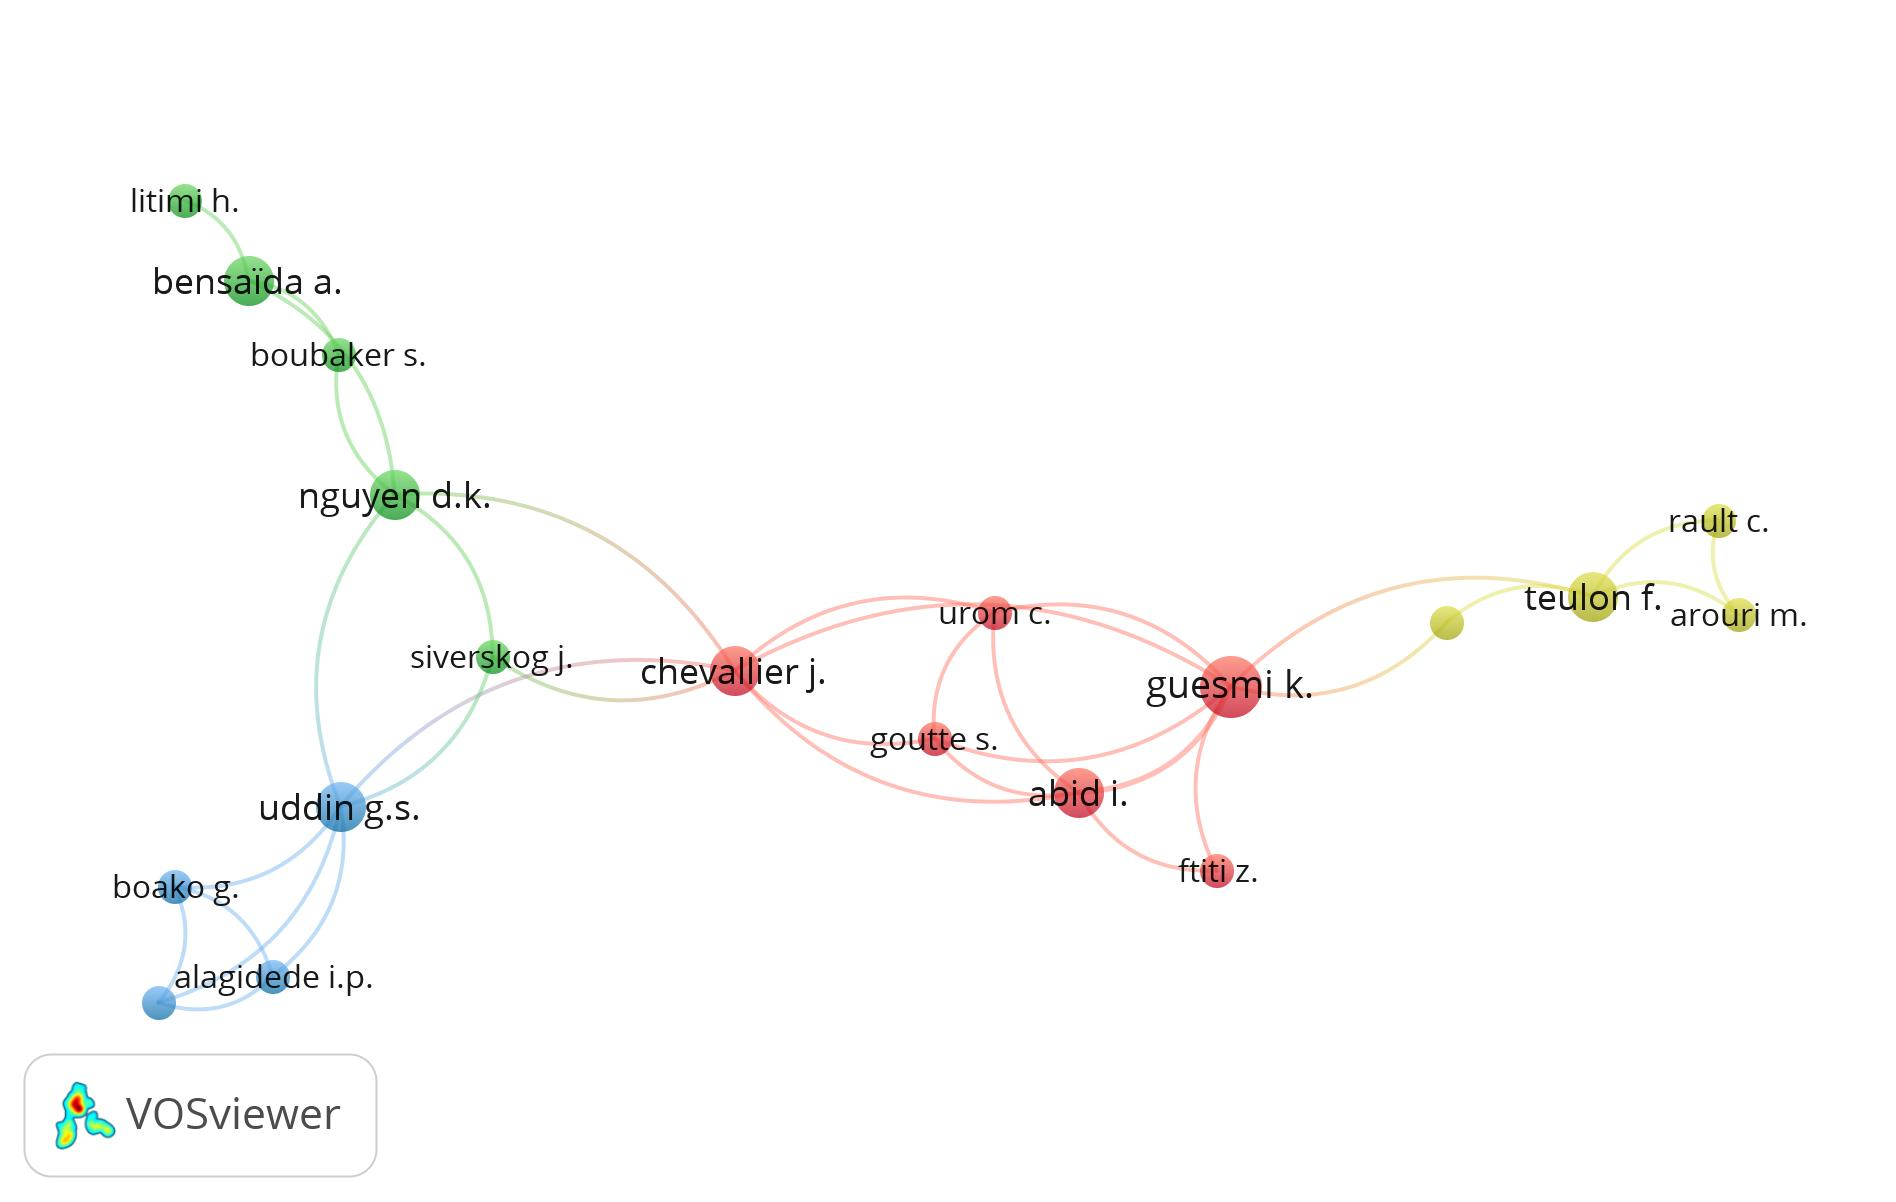 litimi h.
bensaïda a.
boubaker s.
nguyen d.k.
rault c.
teulon f.
arouri m.
urom c.
siverskog j.
chevallier j.
guesmi k.
goutte s.
abid i.
uddin g.s.
ftiti z.
boako g.
alagidede i.p.
VOSviewer